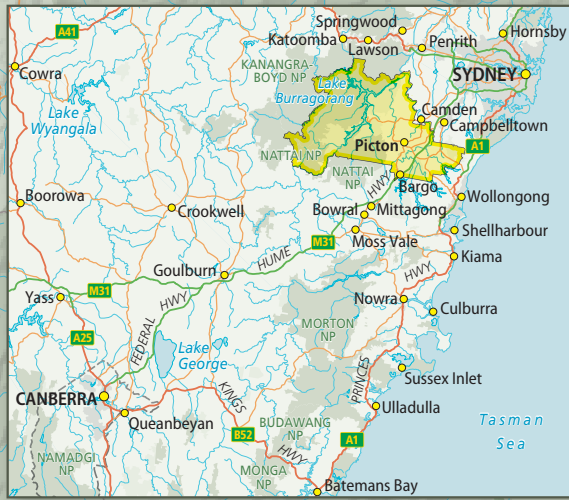 Springwood
Hornsby
A41
Katoomba
Lawson
Penrith
Cowra
KANANGRA-
BOYD NP
SYDNEY
Lake
Burragorang
Lake
Wyangala
Camden
Campbelltown
Picton
A1
NATTAI NP
NATTAI
NP
HWY
Bargo
Boorowa
Crookwell
Wollongong
Bowral
Mittagong
M31
Moss Vale
Shellharbour
HUME
Kiama
Goulburn
HWY
Yass
M31
HWY
Nowra
Culburra
MORTON
NP
A25
FEDERAL
Lake
George
PRINCES
Sussex Inlet
CANBERRA
KINGS
Ulladulla
Queanbeyan
BUDAWANG
NP
Tasman
Sea
B52
A1
HWY
NAMADGI
NP
MONGA
NP
Batemans Bay